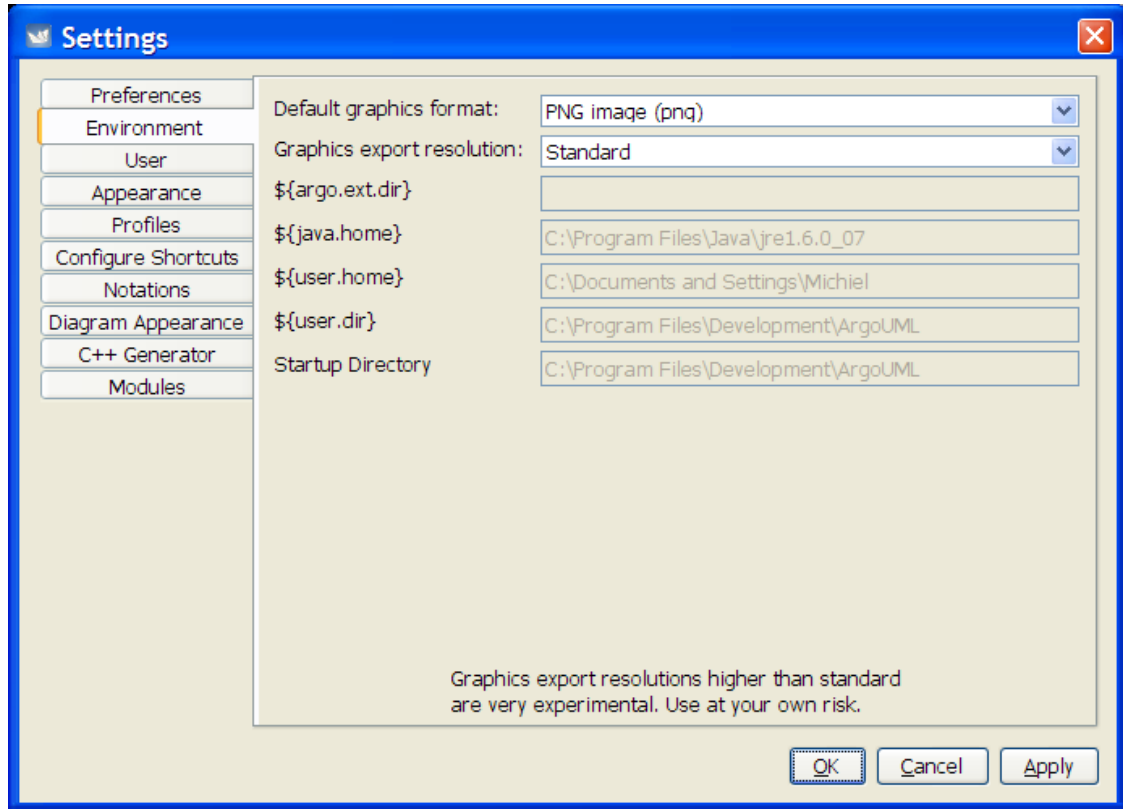 Settings
Preferences
Environment
User
Appearance
Profiles
Configure Shortcuts
Notations
Diagram Appearance
C++ Generator
Modules
Default graphics format: PNG image (png)
Graphics export resolution: Standard
${argo.ext.dir}
${java.home} C:\Program Files\Java\jre1.6.0_07
${user.home} C:\Documents and Settings\Michiel
${user.dir} C:\Program Files\Development\ArgoUML
Startup Directory C:\Program Files\Development\ArgoUML
Graphics export resolutions higher than standard
are very experimental. Use at your own risk.
OK Cancel Apply